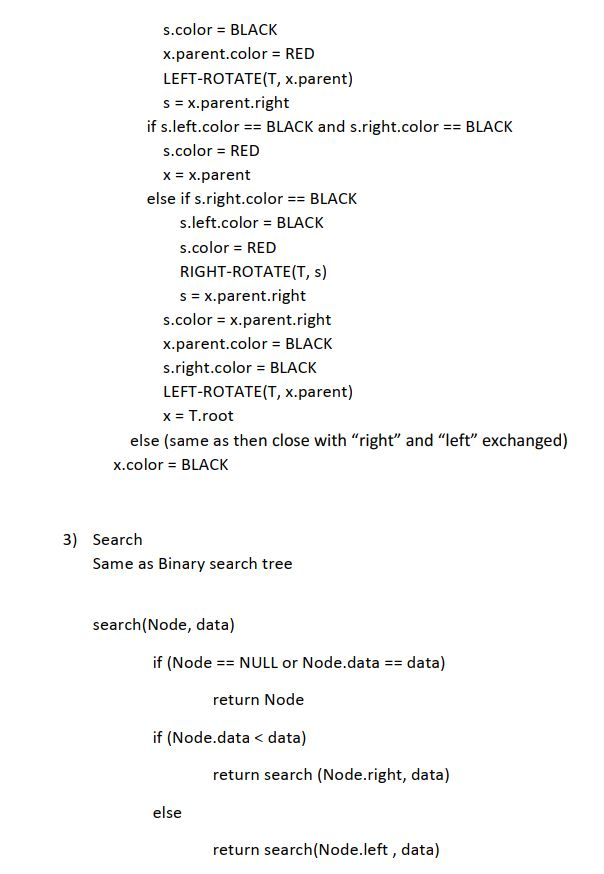 s.color = BLACK
x.parent.color = RED
LEFT-ROTATE(T, x.parent)
s = x.parent.right
if s.left.color == BLACK and s.right.color == BLACK
s.color = RED
x = x.parent
else if s.right.color == BLACK
s.left.color = BLACK
s.color = RED
RIGHT-ROTATE(T, s)
s = x.parent.right
s.color = x.parent.right
x.parent.color = BLACK
s.right.color = BLACK
LEFT-ROTATE(T, x.parent)
x = T.root
else (same as then close with “right” and “left” exchanged)
x.color = BLACK
3) Search
Same as Binary search tree
search(Node, data)
if (Node == NULL or Node.data == data)
return Node
if (Node.data < data)
return search (Node.right, data)
else
return search(Node.left , data)